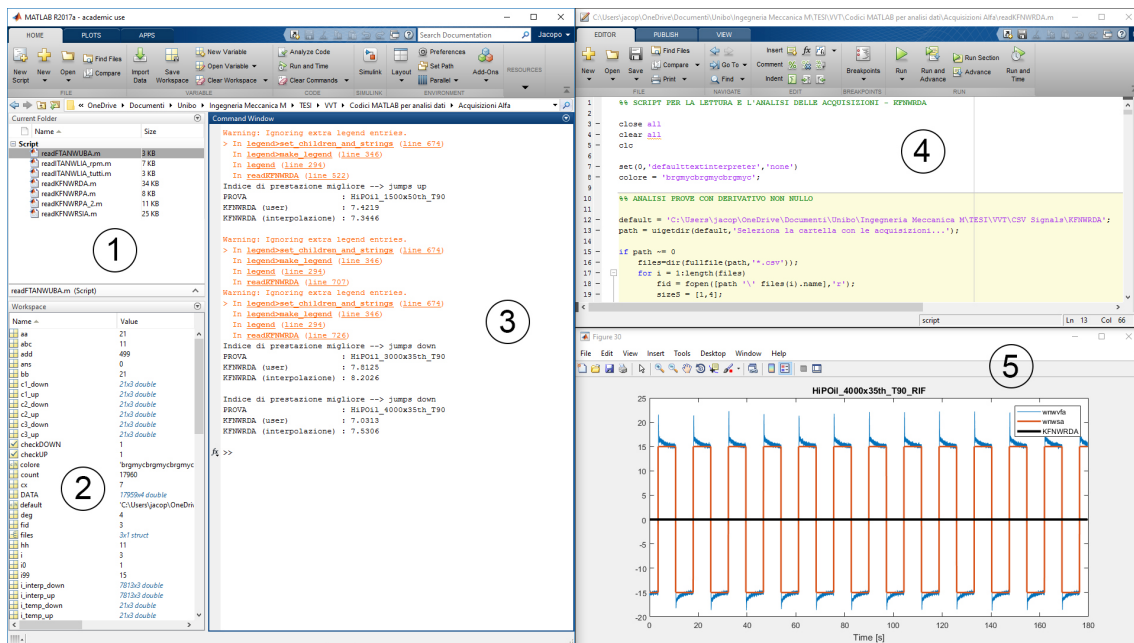 MATLAB R2017a - academic use
HOME PLOTS APPS
Search Documentation
Jacopo
New Script
New
Open
Find Files
Compare
Import Data
Save Workspace
New Variable
Open Variable
Clear Workspace
Analyze Code
Run and Time
Clear Commands
Simulink
Layout
Preferences
Set Path
Parallel
Add-Ons
RESOURCES
FILE VARIABLE CODE SIMULINK ENVIRONMENT
« OneDrive ▸ Documenti ▸ Unibo ▸ Ingegneria Meccanica M ▸ TESI ▸ VVT ▸ Codici MATLAB per analisi dati ▸ Acquisizioni Alfa
Current Folder
Name Size
Script
readFTANWUBA.m 3 KB
readITANWLIA_rpm.m 7 KB
readITANWLIA_tutti.m 3 KB
readKFNWRDA.m 34 KB
readKFNWRPA.m 8 KB
readKFNWRPA_2.m 11 KB
readKFNWRSIA.m 25 KB
1
readFTANWUBA.m (Script)
Workspace
Name Value
aa 21
abc 11
add 499
ans 0
bb 21
c1_down 21x3 double
c1_up 21x3 double
c2_down 21x3 double
c2_up 21x3 double
c3_down 21x3 double
c3_up 21x3 double
checkDOWN 1
checkUP 1
colore 'brgmycbrgmycbrgmyc
count 17960
cx 7
DATA 17959x4 double
default 'C:\Users\jacop\OneDri
deg 4
fid 3
files 3x1 struct
hh 11
i 3
i0 1
i99 15
i_interp_down 7813x3 double
i_interp_up 7813x3 double
i_temp_down 21x3 double
i_temp_up 21x3 double
2
Command Window
Warning: Ignoring extra legend entries.
> In legend>set_children_and_strings (line 674)
In legend>make_legend (line 346)
In legend (line 294)
In readKFNWRDA (line 522)
Indice di prestazione migliore --> jumps up
PROVA : HiPOil_1500x50th_T90
KFNWRDA (user) : 7.4219
KFNWRDA (interpolazione) : 7.3446
Warning: Ignoring extra legend entries.
> In legend>set_children_and_strings (line 674)
In legend>make_legend (line 346)
In legend (line 294)
In readKFNWRDA (line 707)
Warning: Ignoring extra legend entries.
> In legend>set_children_and_strings (line 674)
In legend>make_legend (line 346)
In legend (line 294)
In readKFNWRDA (line 726)
Indice di prestazione migliore --> jumps down
PROVA : HiPOil_3000x35th_T90
KFNWRDA (user) : 7.8125
KFNWRDA (interpolazione) : 8.2026
Indice di prestazione migliore --> jumps down
PROVA : HiPOil_4000x35th_T90
KFNWRDA (user) : 7.0313
KFNWRDA (interpolazione) : 7.5306
fx >>
3
C:\Users\jacop\OneDrive\Documenti\Unibo\Ingegneria Meccanica M\TESI\VVT\Codici MATLAB per analisi dati\Acquisizioni Alfa\readKFNWRDA.m
EDITOR PUBLISH VIEW
New
Open
Save
Find Files
Compare
Print
Go To
Find
Insert
Comment
Indent
Breakpoints
Run
Run and Advance
Run Section
Advance
Run and Time
FILE NAVIGATE EDIT BREAKPOINTS RUN
1 %% SCRIPT PER LA LETTURA E L'ANALISI DELLE ACQUISIZIONI - KFNWRDA
2
3 - close all
4 - clear all
5 - clc
6
7 - set(0,'defaulttextinterpreter','none')
8 - colore = 'brgmycbrgmycbrgmyc';
9
10 %% ANALISI PROVE CON DERIVATIVO NON NULLO
11
12 - default = 'C:\Users\jacop\OneDrive\Documenti\Unibo\Ingegneria Meccanica M\TESI\VVT\CSV Signals\KFNWRDA';
13 - path = uigetdir(default,'Seleziona la cartella con le acquisizioni...');
14
15 - if path ~= 0
16 - files=dir(fullfile(path,'*.csv'));
17 - for i = 1:length(files)
18 - fid = fopen([path '\' files(i).name],'r');
19 - sizeS = [1,4];
4
script Ln 13 Col 66
Figure 30
File Edit View Insert Tools Desktop Window Help
5
HiPOil_4000x35th_T90_RIF
25
20
15
10
5
0
-5
-10
-15
-20
wnwvfa
wnwsa
KFNWRDA
0 20 40 60 80 100 120 140 160 180
Time [s]